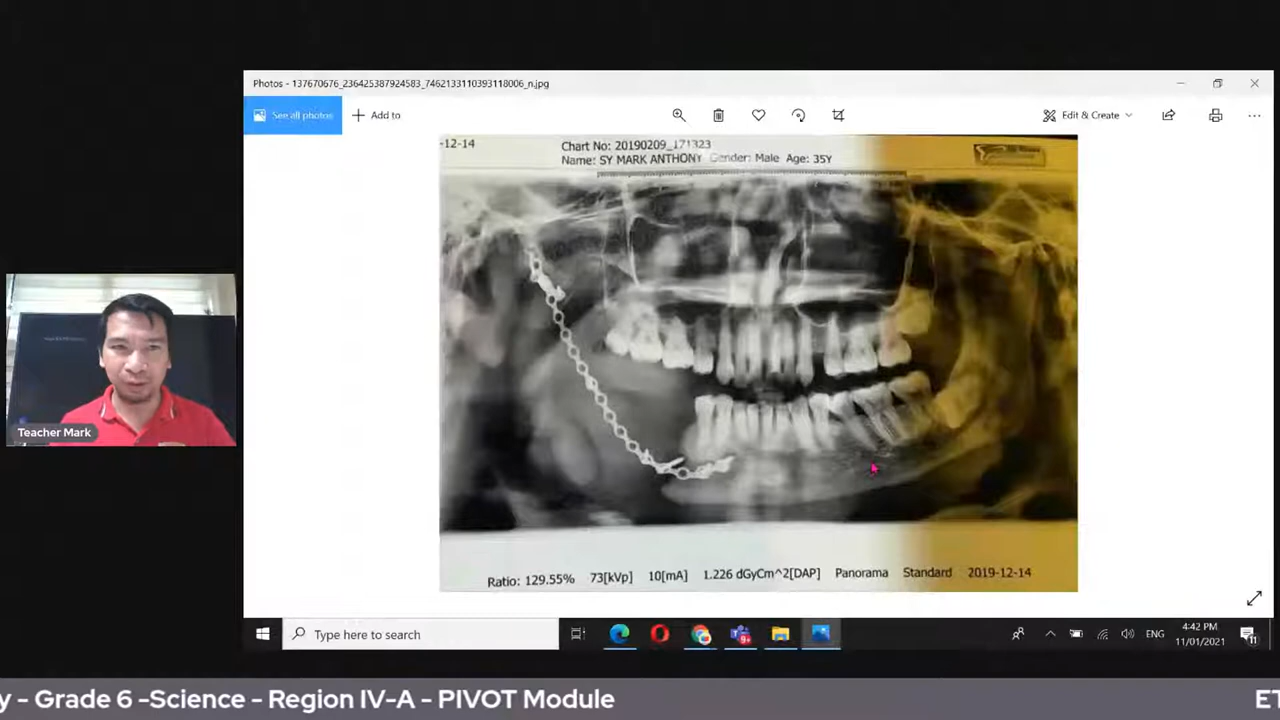 Photos - 137670676_236425387924583_7462133110393118006_n.jpg
See all photos
Add to
Edit & Create
-12-14
Chart No: 20190209_171323
Name: SY MARK ANTHONY Gender: Male Age: 35Y
Teacher Mark
Ratio: 129.55% 73[kVp] 10[mA] 1.226 dGyCm^2[DAP] Panorama Standard 2019-12-14
Type here to search
9+
ENG
4:42 PM
11/01/2021
11
y - Grade 6 -Science - Region IV-A - PIVOT Module
ET